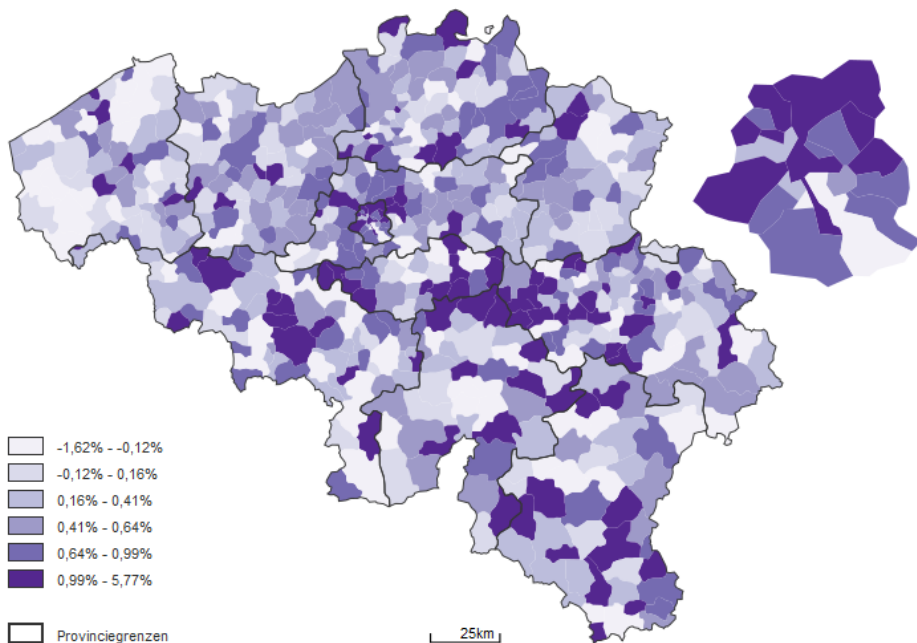 -1,62% - -0,12%
-0,12% - 0,16%
0,16% - 0,41%
0,41% - 0,64%
0,64% - 0,99%
0,99% - 5,77%
Provinciegrenzen
25km